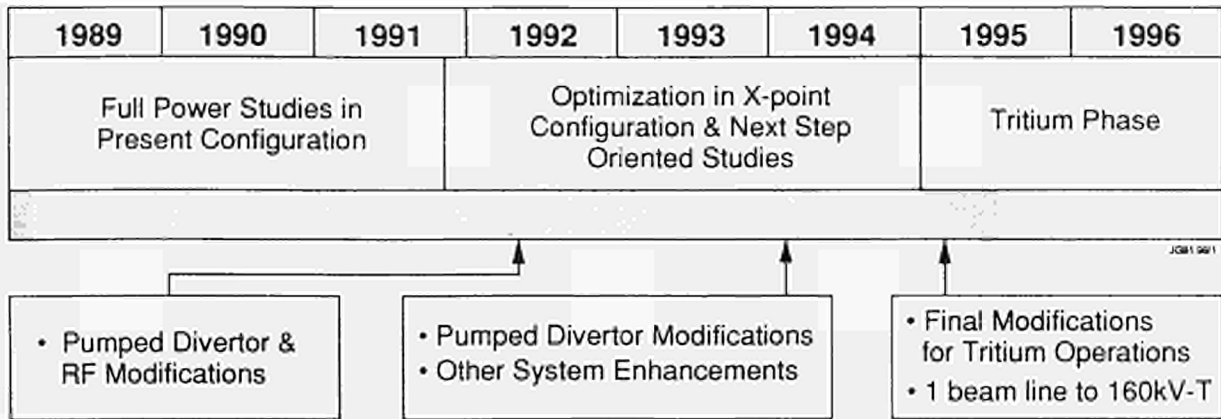 1989 1990 1991 1992 1993 1994 1995 1996
Full Power Studies in
Present Configuration
Optimization in X-point
Configuration & Next Step
Oriented Studies
Tritium Phase
• Pumped Divertor &
RF Modifications
• Pumped Divertor Modifications
• Other System Enhancements
• Final Modifications
for Tritium Operations
• 1 beam line to 160kV-T